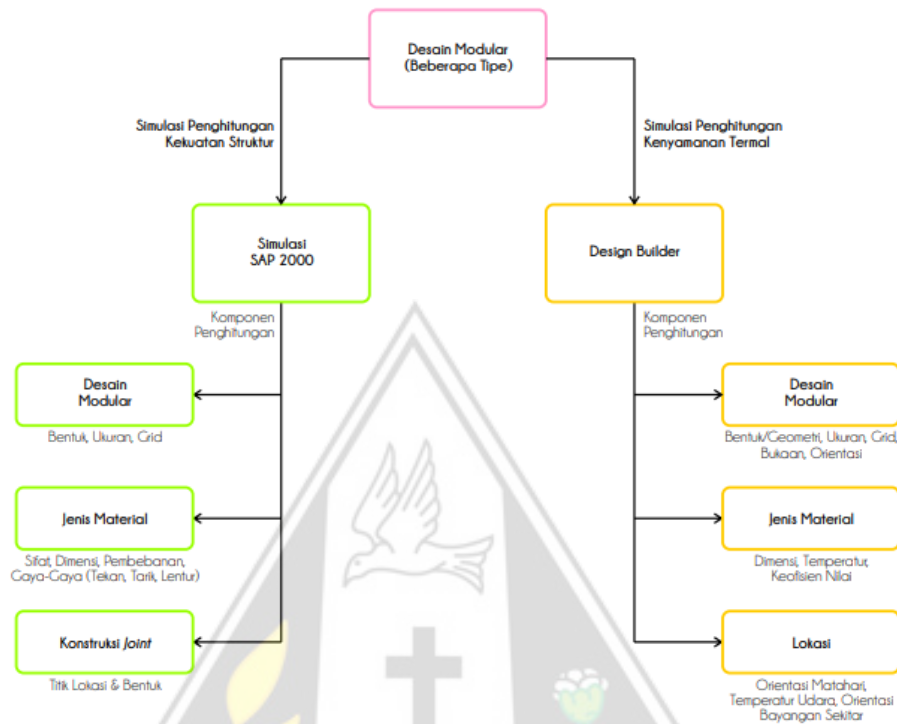 Desain Modular
(Beberapa Tipe)
Simulasi Penghitungan
Kekuatan Struktur
Simulasi Penghitungan
Kenyamanan Termal
Simulasi
SAP 2000
Design Builder
Komponen
Penghitungan
Komponen
Penghitungan
Desain
Modular
Bentuk, Ukuran, Grid
Desain
Modular
Bentuk/Geometri, Ukuran, Grid,
Bukaan, Orientasi
Jenis Material
Sifat, Dimensi, Pembebanan,
Gaya-Gaya (Tekan, Tarik, Lentur)
Jenis Material
Dimensi, Temperatur,
Keofisien Nilai
Konstruksi Joint
Titik Lokasi & Bentuk
Lokasi
Orientasi Matahari,
Temperatur Udara, Orientasi
Bayangan Sekitar